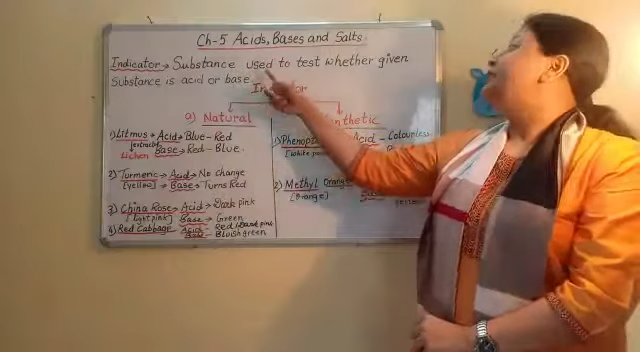 Ch-5 Acids, Bases and Salts
Indicator → Substance used to test whether given
Substance is acid or base.
a) Natural
1) Litmus → Acid → Blue - Red
[extract of Lichen] Base → Red - Blue.
2) Turmeric → Acid → No change
[yellow] → Base → Turns Red
3) China Rose → Acid → Dark pink
[light pink] Base → Green
4) Red Cabbage - Acid - Red
Base - Bluish green
Acid - Colourless
2) Methyl Orange
[Orange]